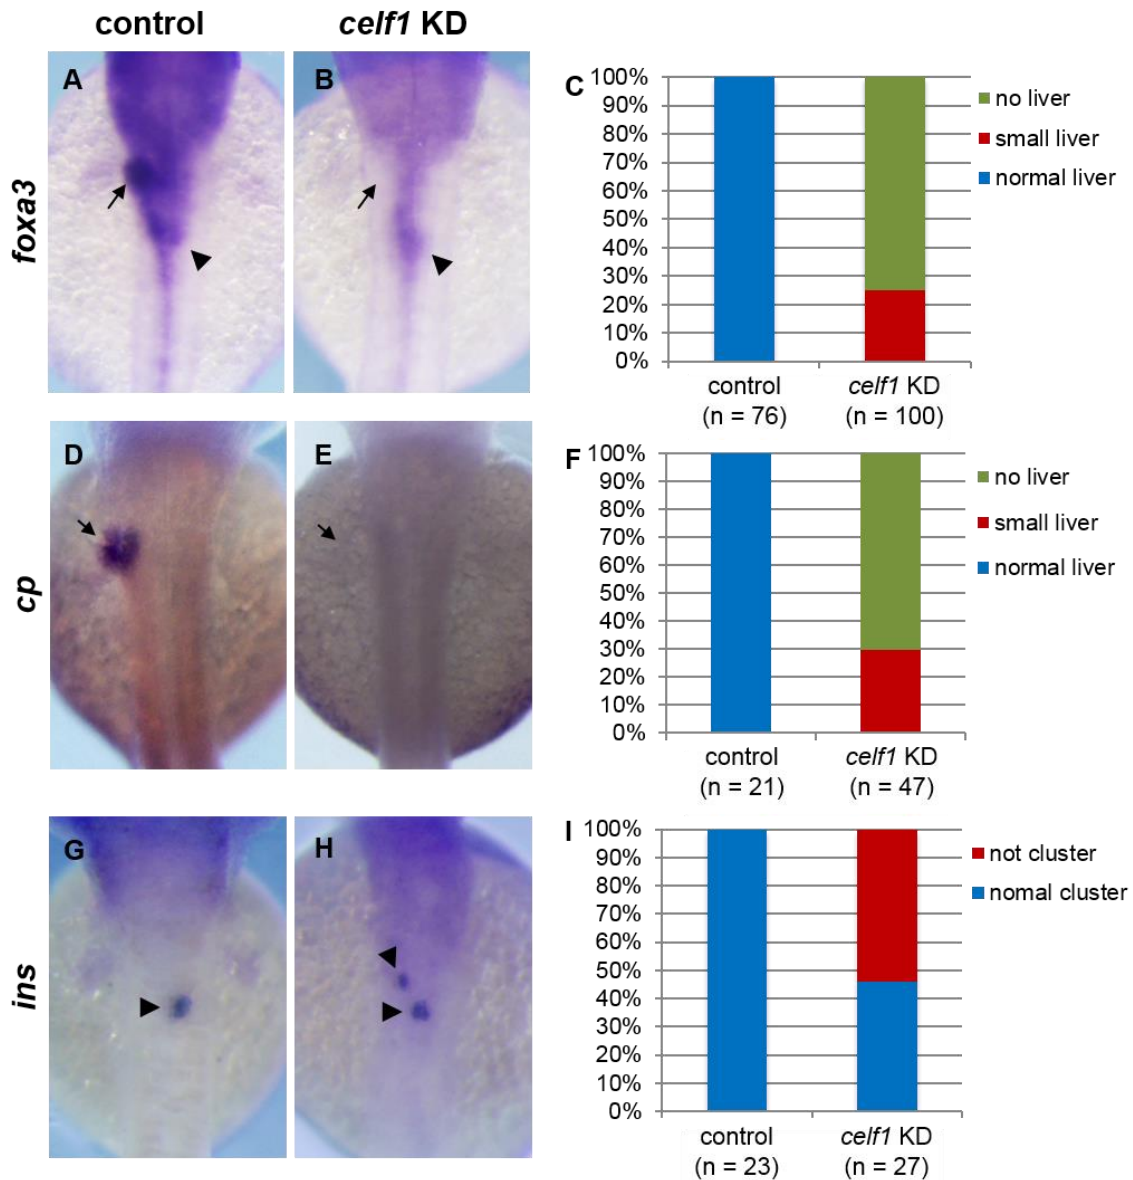 control
celf1 KD
foxa3
A
B
C
100%
90%
80%
70%
60%
50%
40%
30%
20%
10%
0%
control
(n = 76)
celf1 KD
(n = 100)
no liver
small liver
normal liver
cp
D
E
F
100%
90%
80%
70%
60%
50%
40%
30%
20%
10%
0%
control
(n = 21)
celf1 KD
(n = 47)
no liver
small liver
normal liver
ins
G
H
I
100%
90%
80%
70%
60%
50%
40%
30%
20%
10%
0%
control
(n = 23)
celf1 KD
(n = 27)
not cluster
nomal cluster